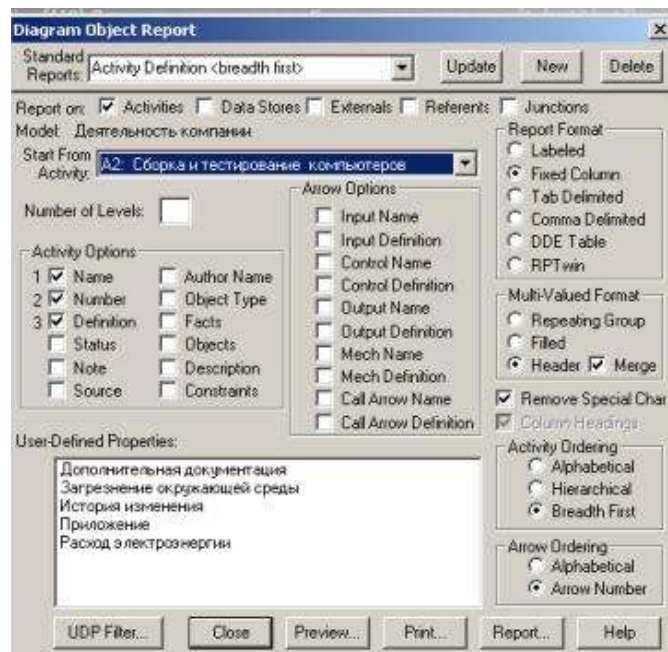 Diagram Object Report
Standard Reports: Activity Definition <breadth first>
Update New Delete
Report on: Activities Data Stores Externals Referents Junctions
Model: Деятельность компании
Start From Activity: A2: Сборка и тестирование компьютеров
Number of Levels:
Activity Options
1 Name Author Name
2 Number Object Type
3 Definition Facts
Status Objects
Note Description
Source Constraints
Arrow Options
Input Name
Input Definition
Control Name
Control Definition
Output Name
Output Definition
Mech Name
Mech Definition
Call Arrow Name
Call Arrow Definition
Report Format
Labeled
Fixed Column
Tab Delimited
Comma Delimited
DDE Table
RPTwin
Multi-Valued Format
Repeating Group
Filled
Header Merge
Remove Special Char
Column Headings
Activity Ordering
Alphabetical
Hierarchical
Breadth First
Arrow Ordering
Alphabetical
Arrow Number
User-Defined Properties:
Дополнительная документация
Загрезнение окружающей среды
История изменения
Приложение
Расход электроэнергии
UDP Filter... Close Preview... Print... Report... Help